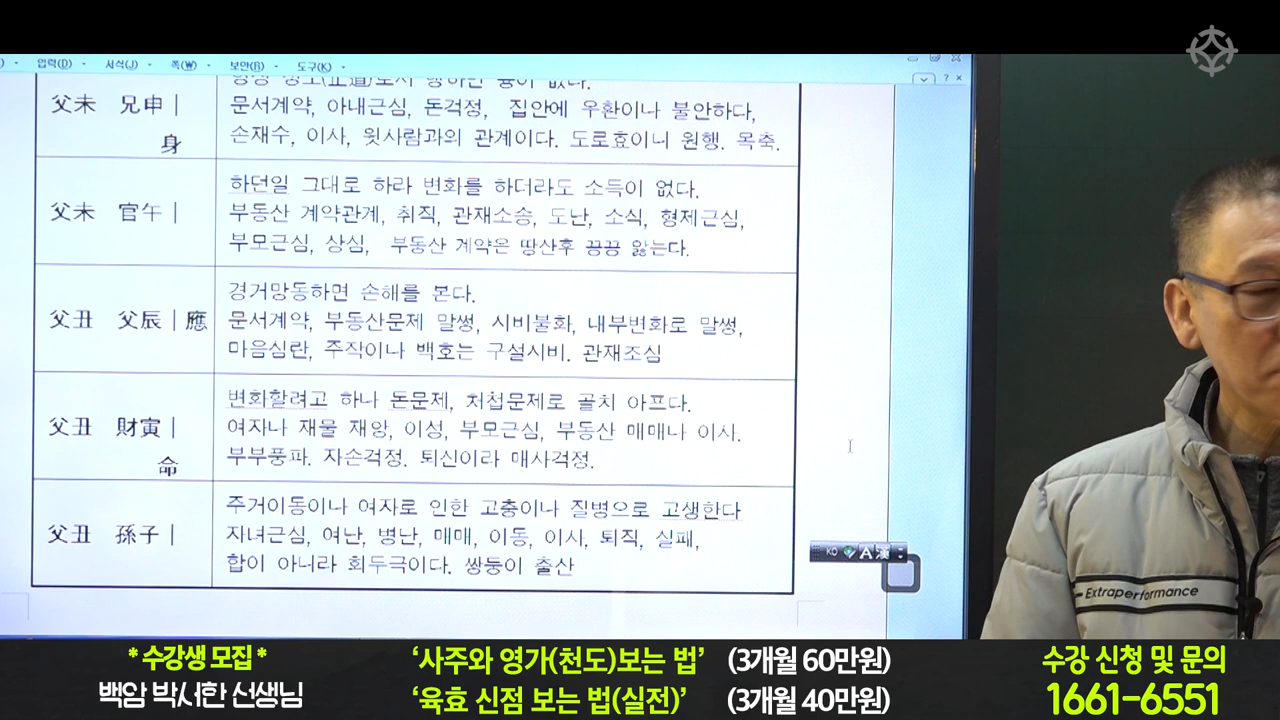 입력(D) 서식(J) 쪽(W) 보안(B) 도구(K)
父未 兄申 |
身
문서계약, 아내근심, 돈걱정, 집안에 우환이나 불안하다,
손재수, 이사, 윗사람과의 관계이다. 도로효이니 원행. 목축.
父未 官午 |
하던일 그대로 하라 변화를 하더라도 소득이 없다.
부동산 계약관계, 취직, 관재소승, 도난, 소식, 형제근심,
부모근심, 상심, 부동산 계약은 땅산후 끙끙 앓는다.
父丑 父辰 | 應
경거망동하면 손해를 본다.
문서계약, 부동산문제 말썽, 시비불화, 내부변화로 말썽,
마음심란, 주작이나 백호는 구설시비. 관재조심
父丑 財寅 |
命
변화할려고 하나 돈문제, 처첩문제로 골치 아프다.
여자나 재물 재앙, 이성, 부모근심, 부동산 매매나 이사.
부부풍파. 자손걱정. 퇴신이라 매사걱정.
父丑 孫子 |
주거이동이나 여자로 인한 고충이나 질병으로 고생한다
자녀근심, 여난, 병난, 매매, 이동, 이사, 퇴직, 실패,
합이 아니라 회두극이다. 쌍둥이 출산
KO A 漢
Extraperformance
* 수강생 모집 *
백암 박시한 선생님
‘사주와 영가(천도)보는 법’ (3개월 60만원)
‘육효 신점 보는 법(실전)’ (3개월 40만원)
수강 신청 및 문의
1661-6551